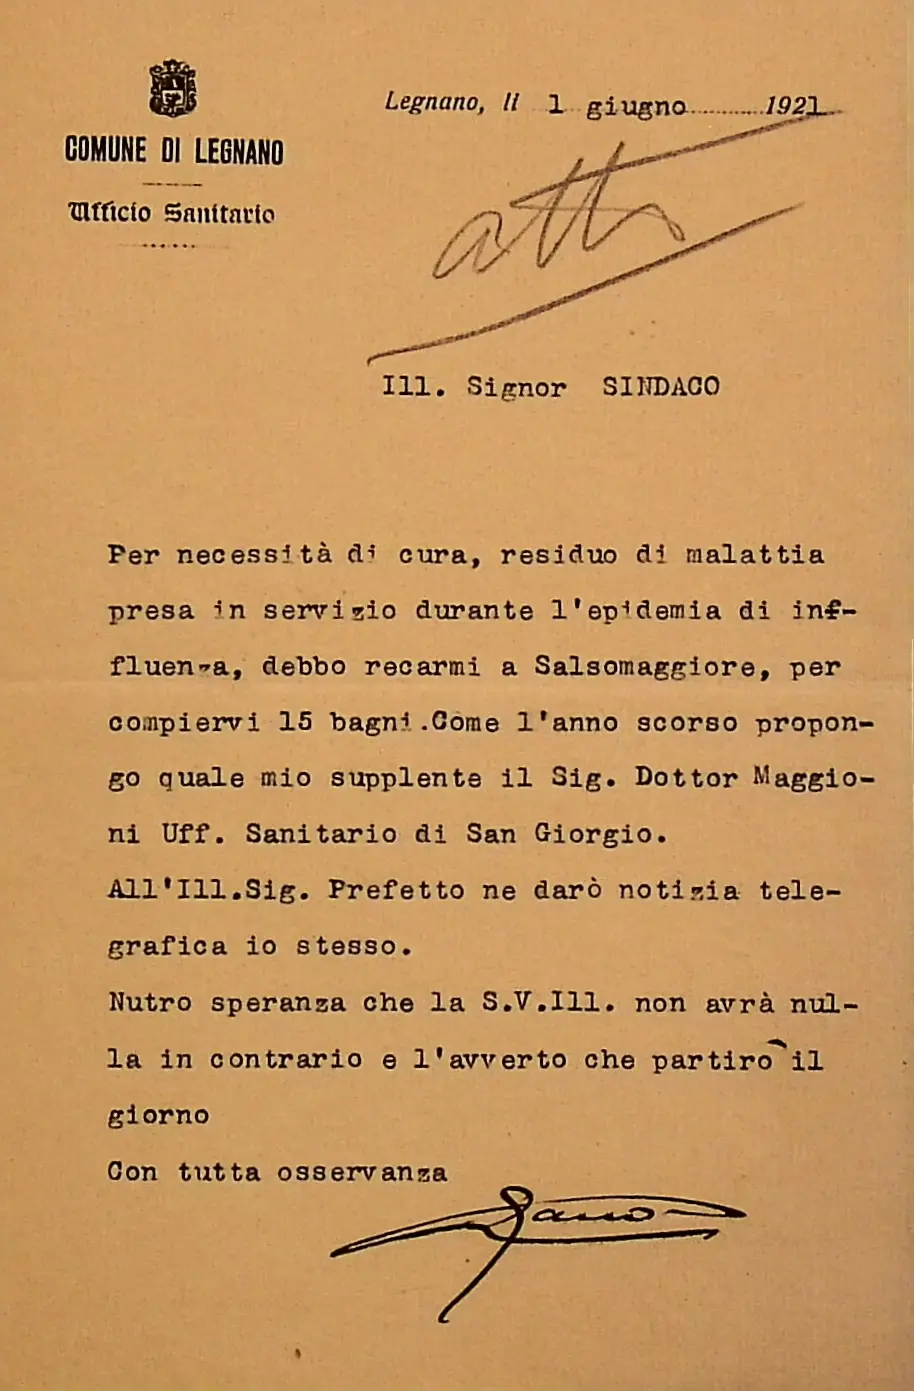 COMUNE DI LEGNANO
Ufficio Sanitario
Legnano, li 1 giugno 1921
atti
Ill. Signor SINDACO
Per necessità di cura, residuo di malattia
presa in servizio durante l'epidemia di inf-
fluenza, debbo recarmi a Salsomaggiore, per
compiervi 15 bagni.Come l'anno scorso propon-
go quale mio supplente il Sig. Dottor Maggio-
ni Uff. Sanitario di San Giorgio.
All'Ill.Sig. Prefetto ne darò notizia tele-
grafica io stesso.
Nutro speranza che la S.V.Ill. non avrà nul-
la in contrario e l'avverto che partirò il
giorno
Con tutta osservanza